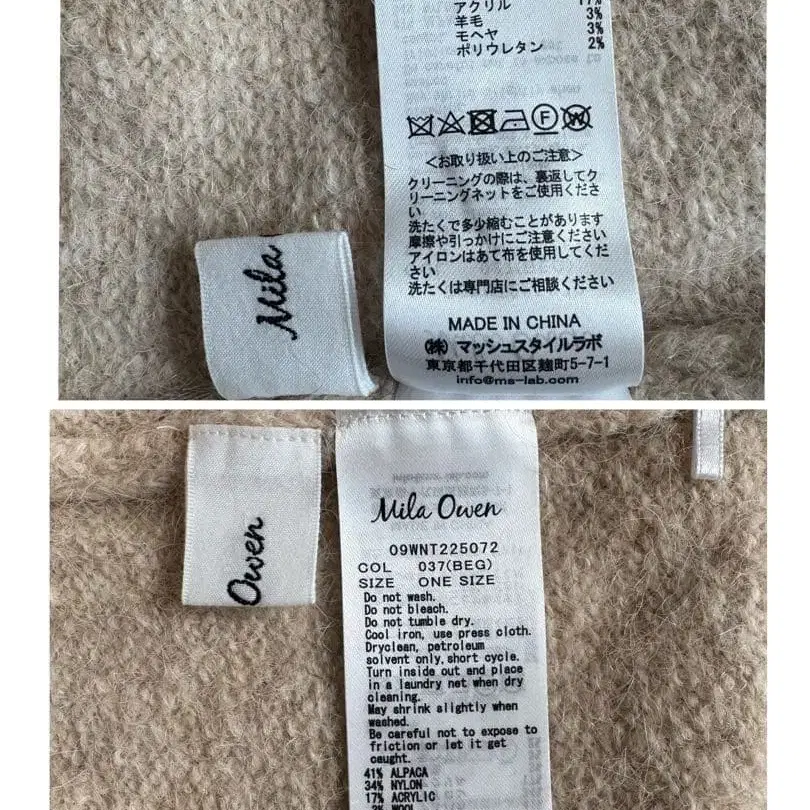 アクリル 17%
羊毛 3%
モヘヤ 3%
ポリウレタン 2%
<お取り扱い上のご注意>
クリーニングの際は、裏返してク
リーニングネットをご使用くださ
い
洗たくで多少縮むことがあります
摩擦や引っかけにご注意ください
アイロンはあて布を使用してくだ
さい
洗たくは専門店にご相談ください
MADE IN CHINA
(株) マッシュスタイルラボ
東京都千代田区麹町5-7-1
info@ms-lab.com
Mila
Owen
Mila Owen
09WNT225072
COL 037(BEG)
SIZE ONE SIZE
Do not wash.
Do not bleach.
Do not tumble dry.
Cool iron, use press cloth.
Dryclean, petroleum
solvent only, short cycle.
Turn inside out and place
in a laundry net when dry
cleaning.
May shrink slightly when
washed.
Be careful not to expose to
friction or let it get
caught.
41% ALPACA
34% NYLON
17% ACRYLIC
3% WOOL